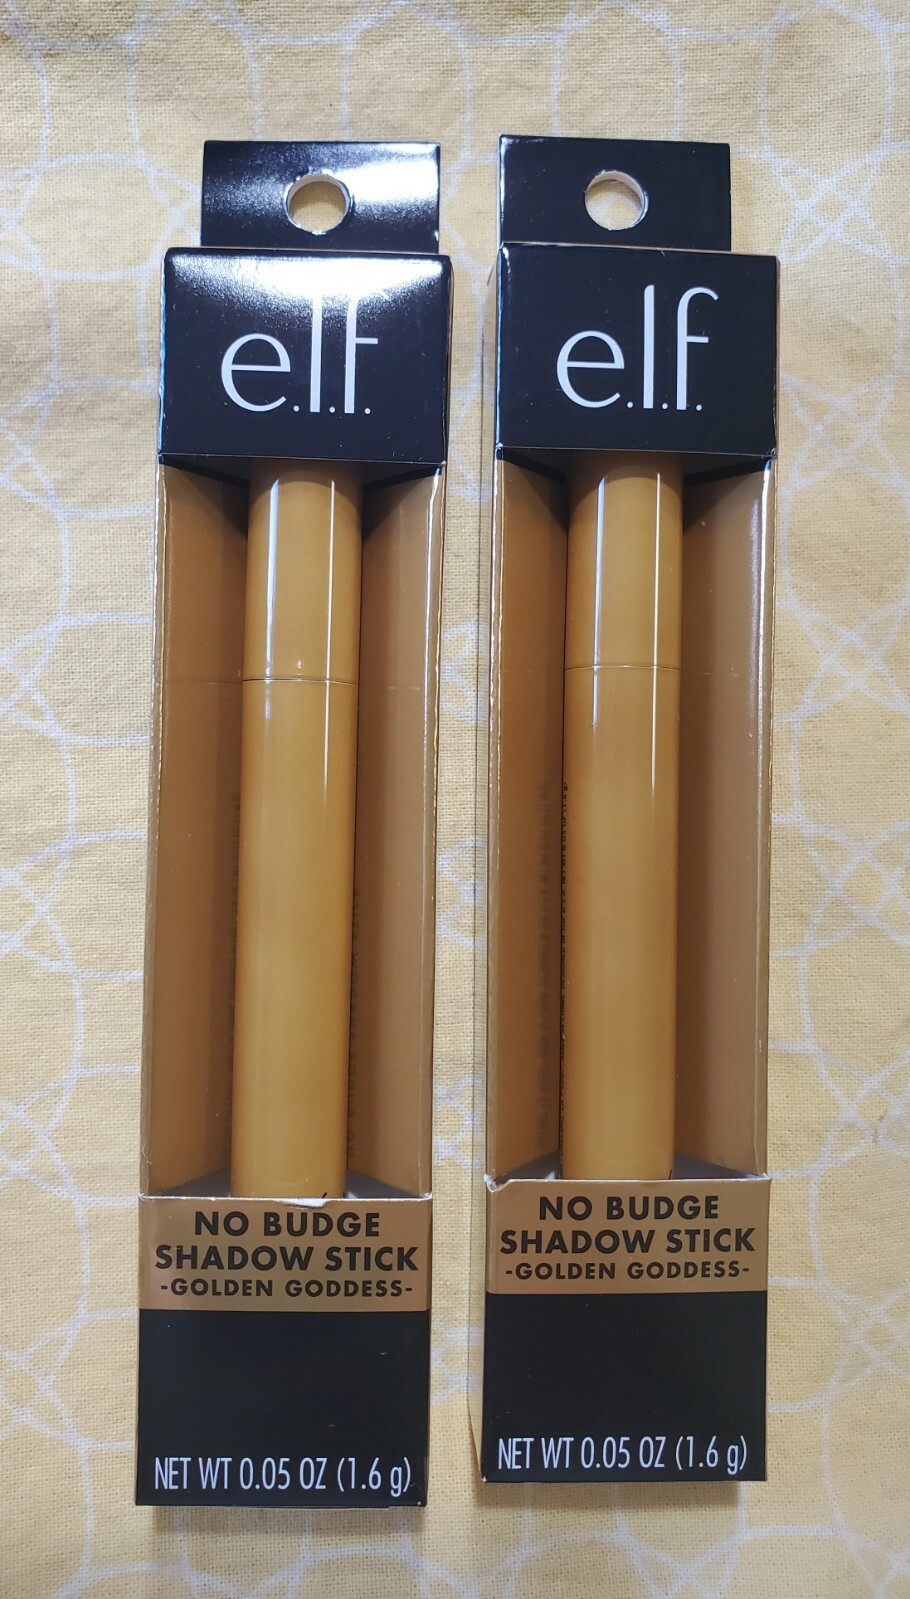 e.l.f.
NO BUDGE
SHADOW STICK
-GOLDEN GODDESS-
NET WT 0.05 OZ (1.6 g)
e.l.f.
NO BUDGE
SHADOW STICK
-GOLDEN GODDESS-
NET WT 0.05 OZ (1.6 g)